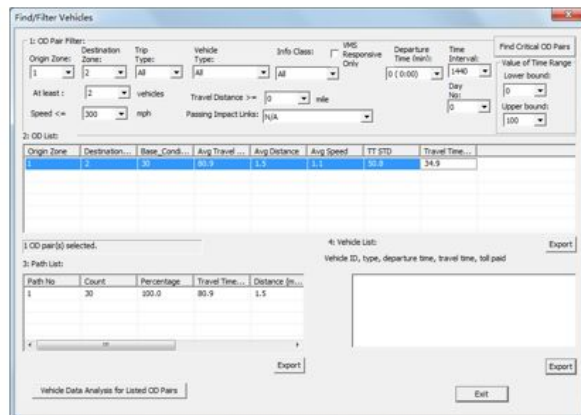 Find/Filter Vehicles
1: OD Pair Filter:
Origin Zone: Destination Zone: Trip Type: Vehicle Type: Info Class: VMS Responsive Only Departure Time (min): Time Interval: Find Critical OD Pairs
1 2 All All All 0 ( 0:00) 1440
Value of Time Range
Lower bound:
0
Upper bound:
100
At least : 2 vehicles Travel Distance >= 0 mile Day No: 0
Speed <= 300 mph Passing Impact Links: N/A
2: OD List:
Origin Zone Destination... Base_Condi... Avg Travel ... Avg Distance Avg Speed TT STD Travel Time...
1 2 30 80.9 1.5 1.1 50.8 34.9
1 OD pair(s) selected.
4: Vehicle List: Export
3: Path List:
Vehicle ID, type, departure time, travel time, toll paid
Path No Count Percentage Travel Time... Distance (m...
1 30 100.0 80.9 1.5
Export Export
Vehicle Data Analysis for Listed OD Pairs Exit